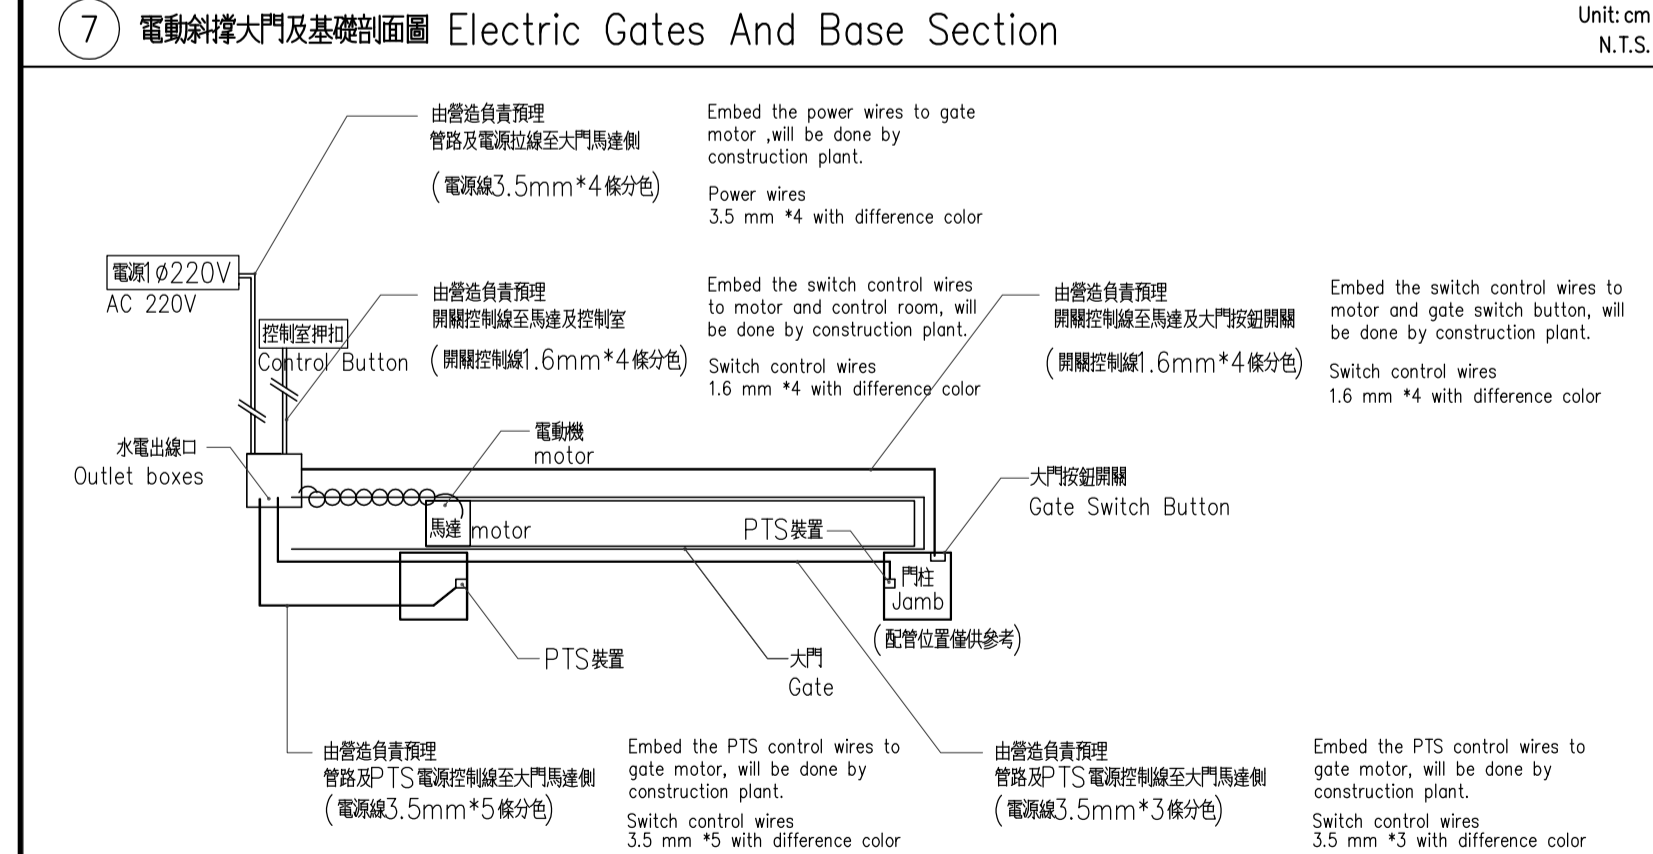 7 電動斜撐大門及基礎剖面圖 Electric Gates And Base Section
Unit: cm
N.T.S.
由營造負責預理
管路及電源拉線至大門馬達側
(電源線3.5mm*4條分色)
Embed the power wires to gate
motor ,will be done by
construction plant.
Power wires
3.5 mm *4 with difference color
電源1Ø220V
AC 220V
控制室押扣
Control Button
由營造負責預理
開關控制線至馬達及控制室
(開關控制線1.6mm*4條分色)
Embed the switch control wires
to motor and control room, will
be done by construction plant.
Switch control wires
1.6 mm *4 with difference color
由營造負責預理
開關控制線至馬達及大門按鈕開關
(開關控制線1.6mm*4條分色)
Embed the switch control wires to
motor and gate switch button, will
be done by construction plant.
Switch control wires
1.6 mm *4 with difference color
水電出線口
Outlet boxes
電動機
motor
大門按鈕開關
Gate Switch Button
馬達 motor
PTS裝置
門柱
Jamb
(配管位置僅供參考)
PTS裝置
大門
Gate
由營造負責預理
管路及PTS電源控制線至大門馬達側
(電源線3.5mm*5條分色)
Embed the PTS control wires to
gate motor, will be done by
construction plant.
Switch control wires
3.5 mm *5 with difference color
由營造負責預理
管路及PTS電源控制線至大門馬達側
(電源線3.5mm*3條分色)
Embed the PTS control wires to
gate motor, will be done by
construction plant.
Switch control wires
3.5 mm *3 with difference color